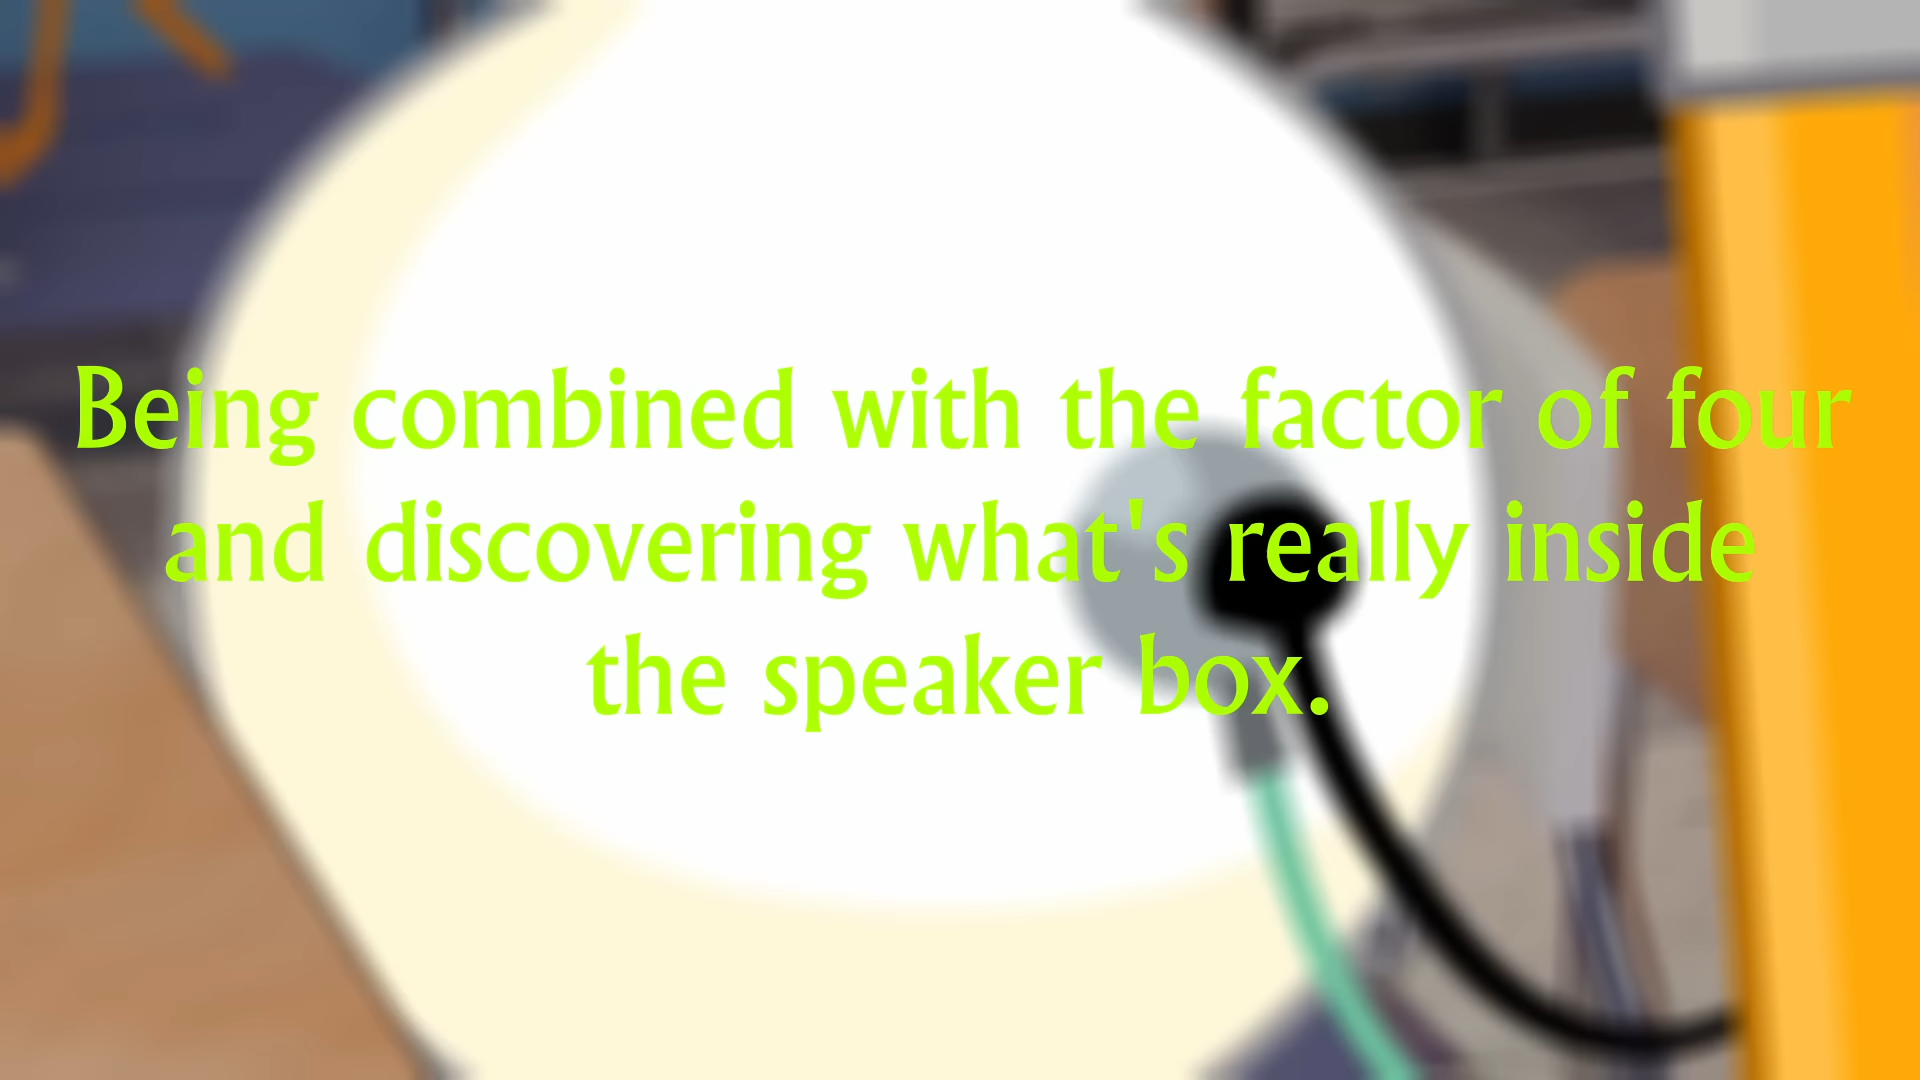 Being combined with the factor of four
and discovering what's really inside
the speaker box.